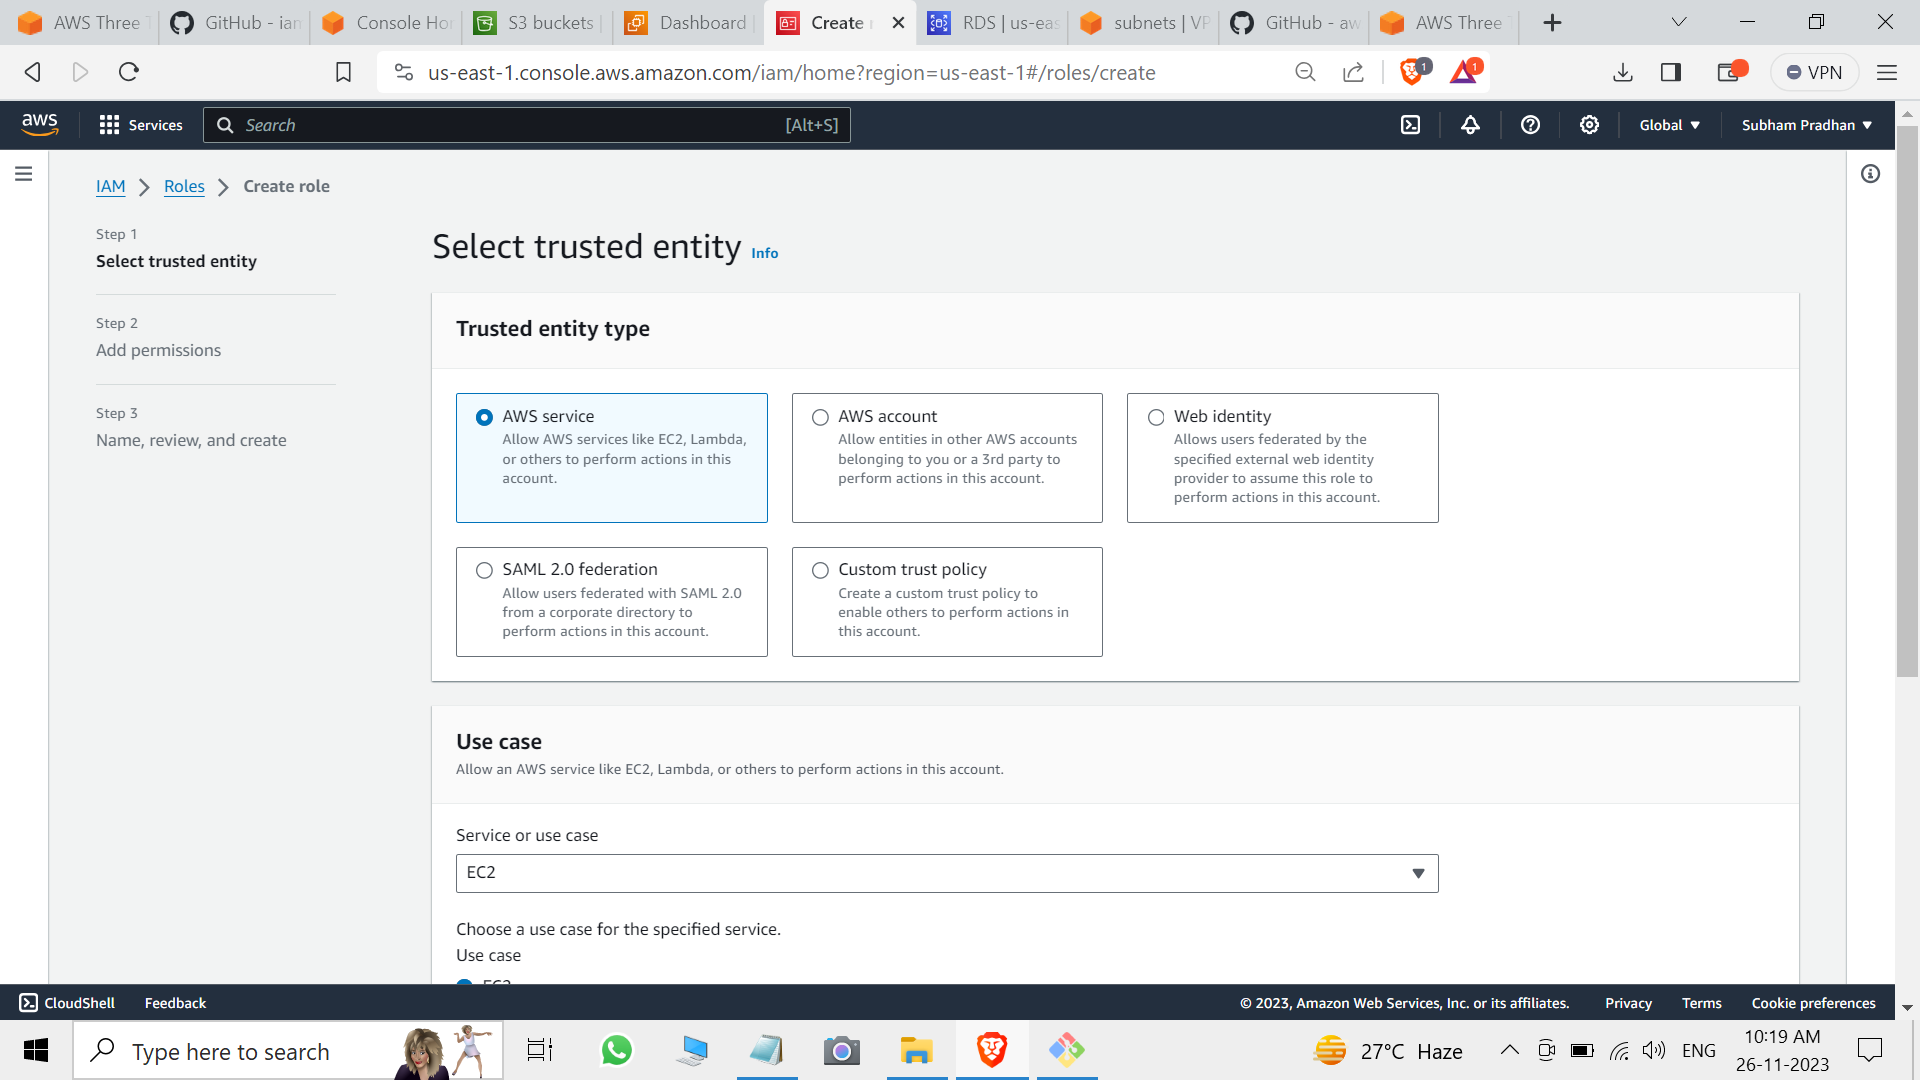 AWS Three
GitHub - iam
Console Ho
S3 buckets
Dashboard
Create
RDS | us-eas
subnets | VP
GitHub - aw
AWS Three
us-east-1.console.aws.amazon.com/iam/home?region=us-east-1#/roles/create
1
1
VPN
aws
Services
Search
[Alt+S]
Global
Subham Pradhan
IAM
Roles
Create role
Step 1
Select trusted entity
Step 2
Add permissions
Step 3
Name, review, and create
Select trusted entity Info
Trusted entity type
AWS service
Allow AWS services like EC2, Lambda,
or others to perform actions in this
account.
AWS account
Allow entities in other AWS accounts
belonging to you or a 3rd party to
perform actions in this account.
Web identity
Allows users federated by the
specified external web identity
provider to assume this role to
perform actions in this account.
SAML 2.0 federation
Allow users federated with SAML 2.0
from a corporate directory to
perform actions in this account.
Custom trust policy
Create a custom trust policy to
enable others to perform actions in
this account.
Use case
Allow an AWS service like EC2, Lambda, or others to perform actions in this account.
Service or use case
EC2
Choose a use case for the specified service.
Use case
EC2
CloudShell
Feedback
© 2023, Amazon Web Services, Inc. or its affiliates.
Privacy
Terms
Cookie preferences
Type here to search
27°C Haze
ENG
10:19 AM
26-11-2023